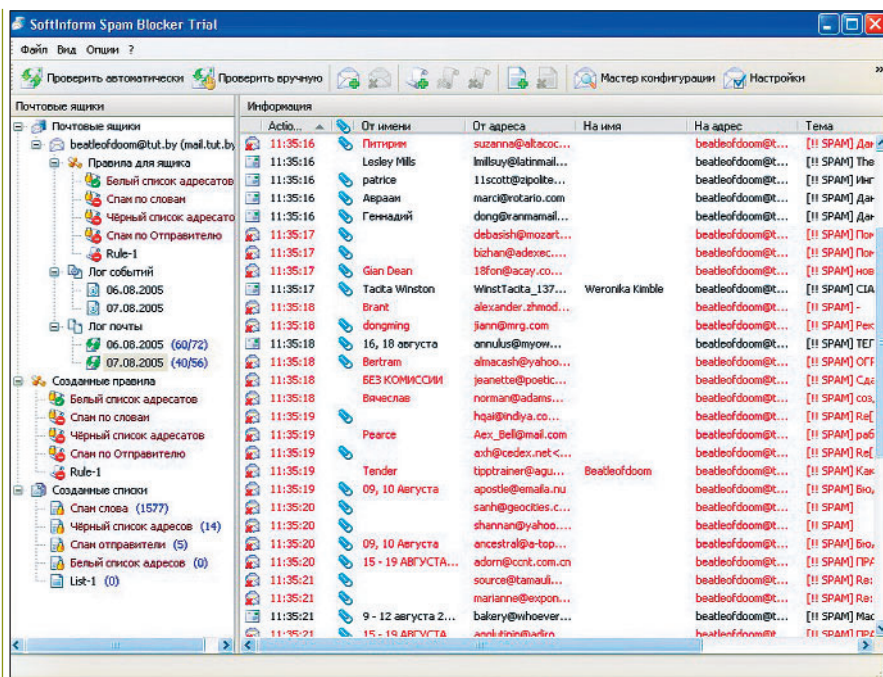 SoftInform Spam Blocker Trial
Файл Вид Опции ?
Проверить автоматически Проверить вручную Мастер конфигурации Настройки
Почтовые ящики
Почтовые ящики
beatleofdoom@tut.by (mail.tut.by
Правила для ящика
Белый список адресатов
Спам по словам
Чёрный список адресато
Спам по Отправителю
Rule-1
Лог событий
06.08.2005
07.08.2005
Лог почты
06.08.2005 (60/72)
07.08.2005 (40/56)
Созданные правила
Белый список адресатов
Спам по словам
Чёрный список адресатов
Спам по Отправителю
Rule-1
Созданные списки
Спам слова (1577)
Чёрный список адресов (14)
Спам отправители (5)
Белый список адресов (0)
List-1 (0)
Информация
Actio... От имени От адреса На имя На адрес Тема
11:35:16 Питирим suzanna@altacoc... beatleofdoom@t... [!! SPAM] Дан
11:35:16 Lesley Mills lmillsuy@latinmail... beatleofdoom@t... [!! SPAM] The
11:35:16 patrice 11scott@zipolite... beatleofdoom@t... [!! SPAM] Инг
11:35:16 Авраам marci@rotario.com beatleofdoom@t... [!! SPAM] Дан
11:35:16 Геннадий dong@ranmamail... beatleofdoom@t... [!! SPAM] Дан
11:35:17 debasish@mozart... beatleofdoom@t... [!! SPAM] Пон
11:35:17 bizhan@adexec.... beatleofdoom@t... [!! SPAM] Пон
11:35:17 Gian Dean 18fon@acay.co... beatleofdoom@t... [!! SPAM] нов
11:35:17 Tacita Winston WinstTacita_137... Weronika Kimble beatleofdoom@t... [!! SPAM] CIA
11:35:18 Brant alexander.zhmod... beatleofdoom@t... [!! SPAM] -
11:35:18 dongming jiann@mrg.com beatleofdoom@t... [!! SPAM] Рек
11:35:18 16, 18 августа annulus@myow... beatleofdoom@t... [!! SPAM] ТЕГ
11:35:18 Bertram almacash@yahoo... beatleofdoom@t... [!! SPAM] ОГР
11:35:18 БЕЗ КОМИССИИ jeanette@poetic... beatleofdoom@t... [!! SPAM] Сда
11:35:18 Вячеслав norman@adams... beatleofdoom@t... [!! SPAM] соз,
11:35:19 hqai@indiya.co... beatleofdoom@t... [!! SPAM] Re[
11:35:19 Pearce Aex_Bell@mail.com beatleofdoom@t... [!! SPAM] раб
11:35:19 axh@cedex.net<... beatleofdoom@t... [!! SPAM] Re[
11:35:19 Tender tipptrainer@agu... Beatleofdoom beatleofdoom@t... [!! SPAM] Как
11:35:19 09, 10 Августа apostle@emaila.nu beatleofdoom@t... [!! SPAM] Бю,
11:35:20 sanh@geocities.c... beatleofdoom@t... [!! SPAM]
11:35:20 shannan@yahoo.... beatleofdoom@t... [!! SPAM]
11:35:20 09, 10 Августа ancestral@a-top... beatleofdoom@t... [!! SPAM] Бю,
11:35:20 15 - 19 АВГУСТА... adorn@ccnt.com.cn beatleofdoom@t... [!! SPAM] ПРА
11:35:21 source@tamauli... beatleofdoom@t... [!! SPAM] Re:
11:35:21 marianne@expon... beatleofdoom@t... [!! SPAM] Re:
11:35:21 9 - 12 августа 2... bakery@whoever... beatleofdoom@t... [!! SPAM] Мас
11:35:21 15 - 19 АВГУСТА beatleofdoom@t [!! SPAM]